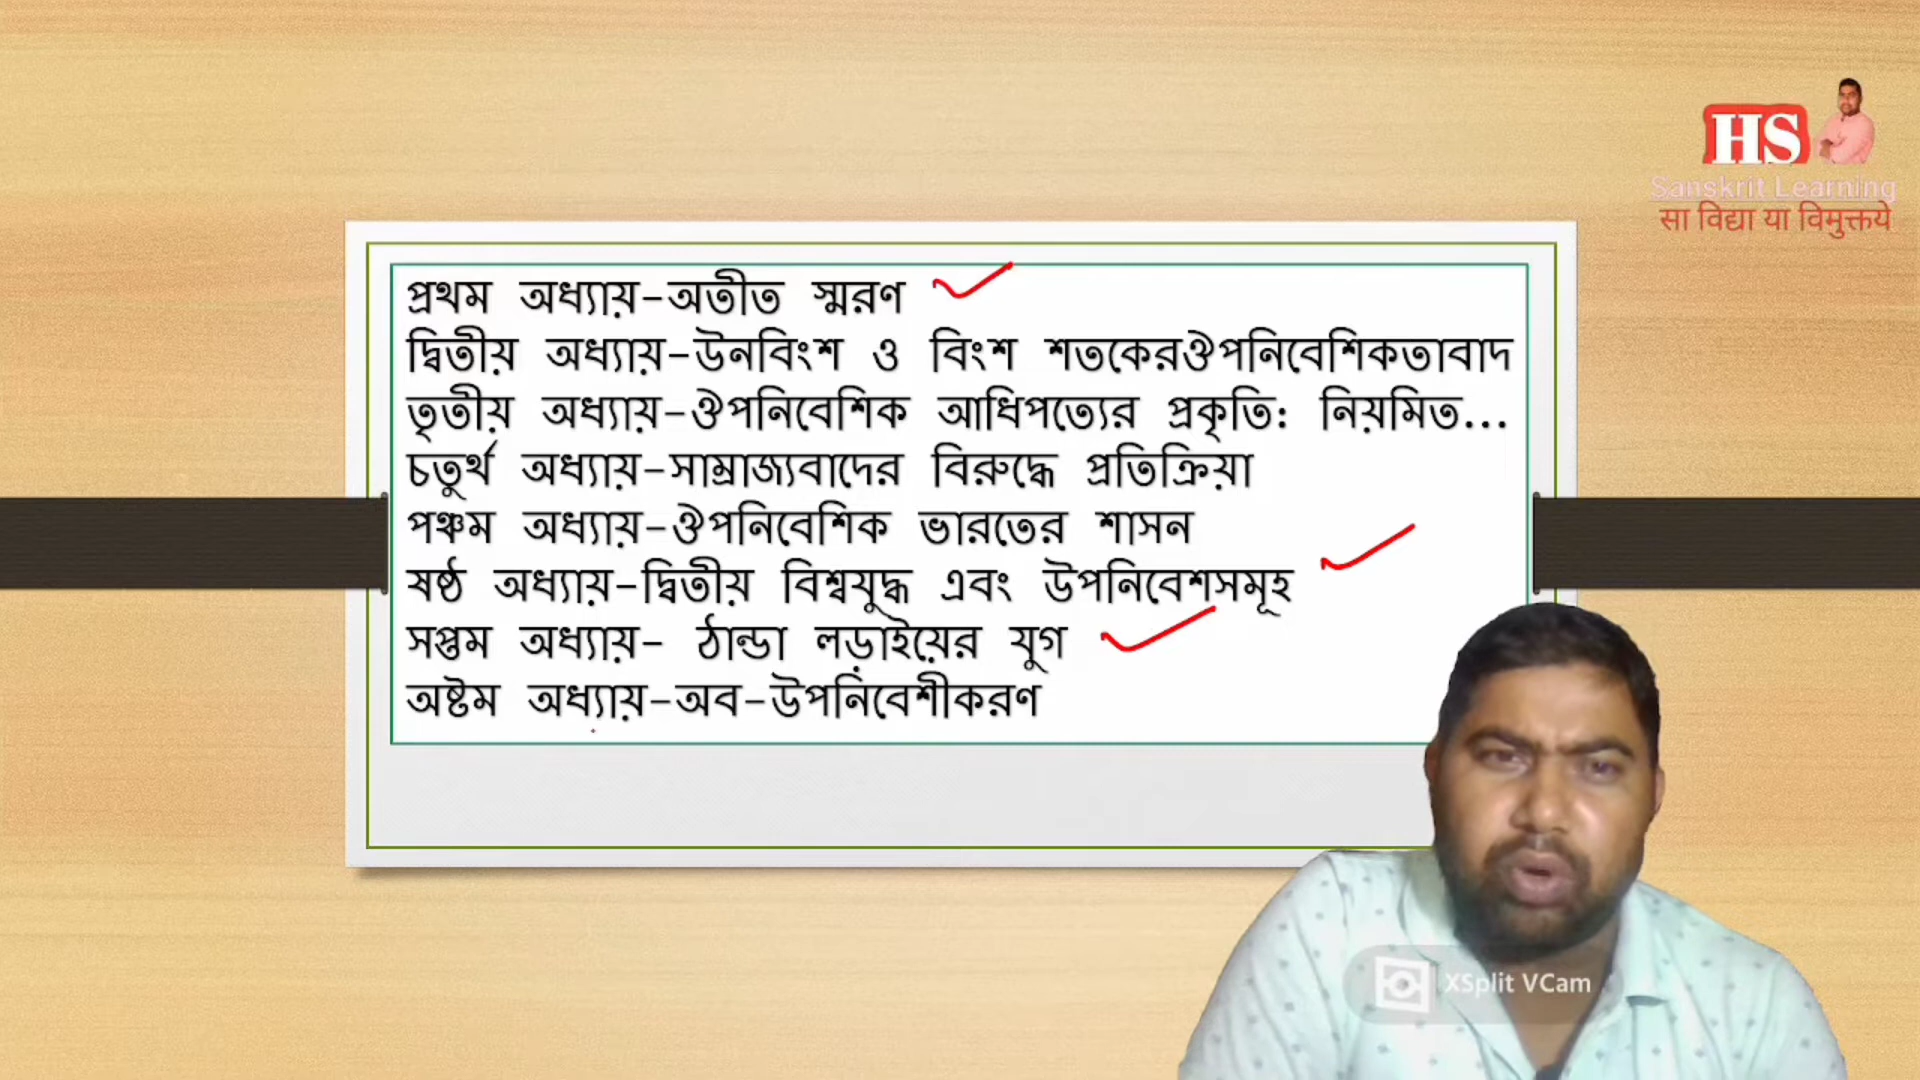 HS
Sanskrit Learning
सा विद्या या विमुक्तये
প্রথম অধ্যায়-অতীত স্মরণ
দ্বিতীয় অধ্যায়-উনবিংশ ও বিংশ শতকেরঔপনিবেশিকতাবাদ
তৃতীয় অধ্যায়-ঔপনিবেশিক আধিপত্যের প্রকৃতি: নিয়মিত...
চতুর্থ অধ্যায়-সাম্রাজ্যবাদের বিরুদ্ধে প্রতিক্রিয়া
পঞ্চম অধ্যায়-ঔপনিবেশিক ভারতের শাসন
ষষ্ঠ অধ্যায়-দ্বিতীয় বিশ্বযুদ্ধ এবং উপনিবেশসমূহ
সপ্তম অধ্যায়- ঠান্ডা লড়াইয়ের যুগ
অষ্টম অধ্যায়-অব-উপনিবেশীকরণ
XSplit VCam